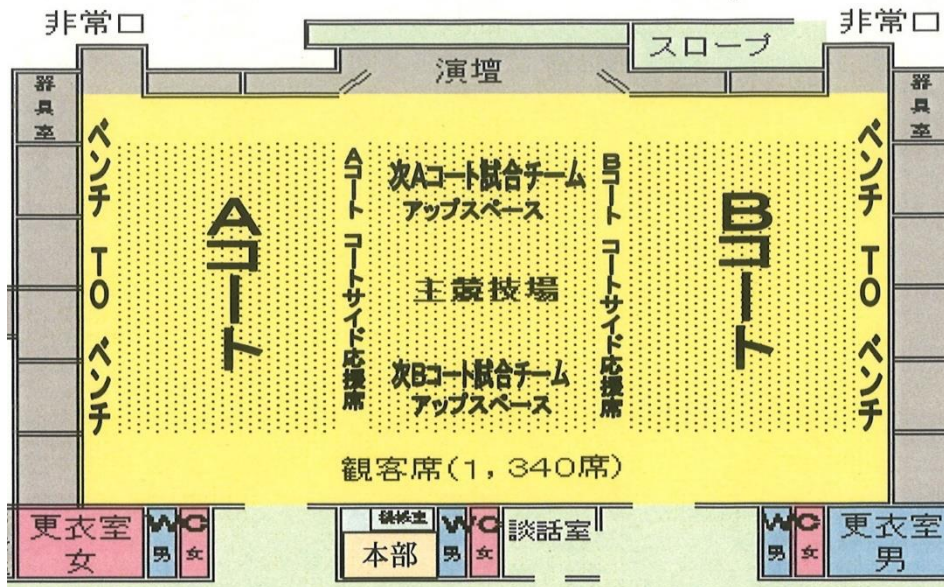 非常口
非常口
スロープ
演壇
器具室
器具室
ベンチ TO ベンチ
Aコート
Aコート コートサイド応援席
次Aコート試合チーム
アップスペース
主競技場
次Bコート試合チーム
アップスペース
Bコート コートサイド応援席
Bコート
ベンチ TO ベンチ
観客席(1,340席)
更衣室
女
W
男
C
女
本部
W
男
C
女
談話室
W
男
C
女
更衣室
男